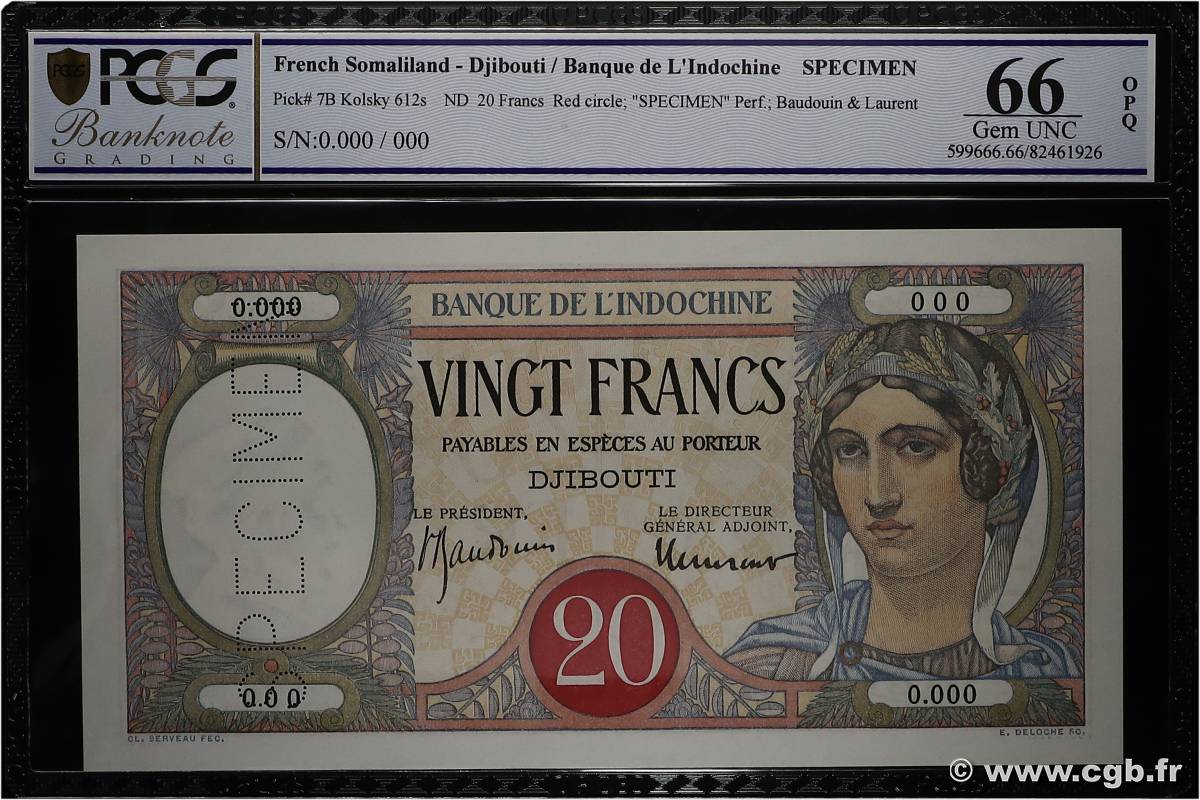 PCGS
PCGS
Banknote
GRADING
French Somaliland - Djibouti / Banque de L'Indochine SPECIMEN
Pick# 7B Kolsky 612s ND 20 Francs Red circle; "SPECIMEN" Perf.; Baudouin & Laurent
S/N:0.000 / 000
66
Gem UNC
599666.66/82461926
OPQ
0.000
000
BANQUE DE L'INDOCHINE
VINGT FRANCS
PAYABLES EN ESPÈCES AU PORTEUR
DJIBOUTI
LE PRÉSIDENT,
LE DIRECTEUR
GÉNÉRAL ADJOINT,
SPECIMEN
20
0.00
0.000
CL. SERVEAU FEC.
E. DELOCHE SC.
© www.cgb.fr